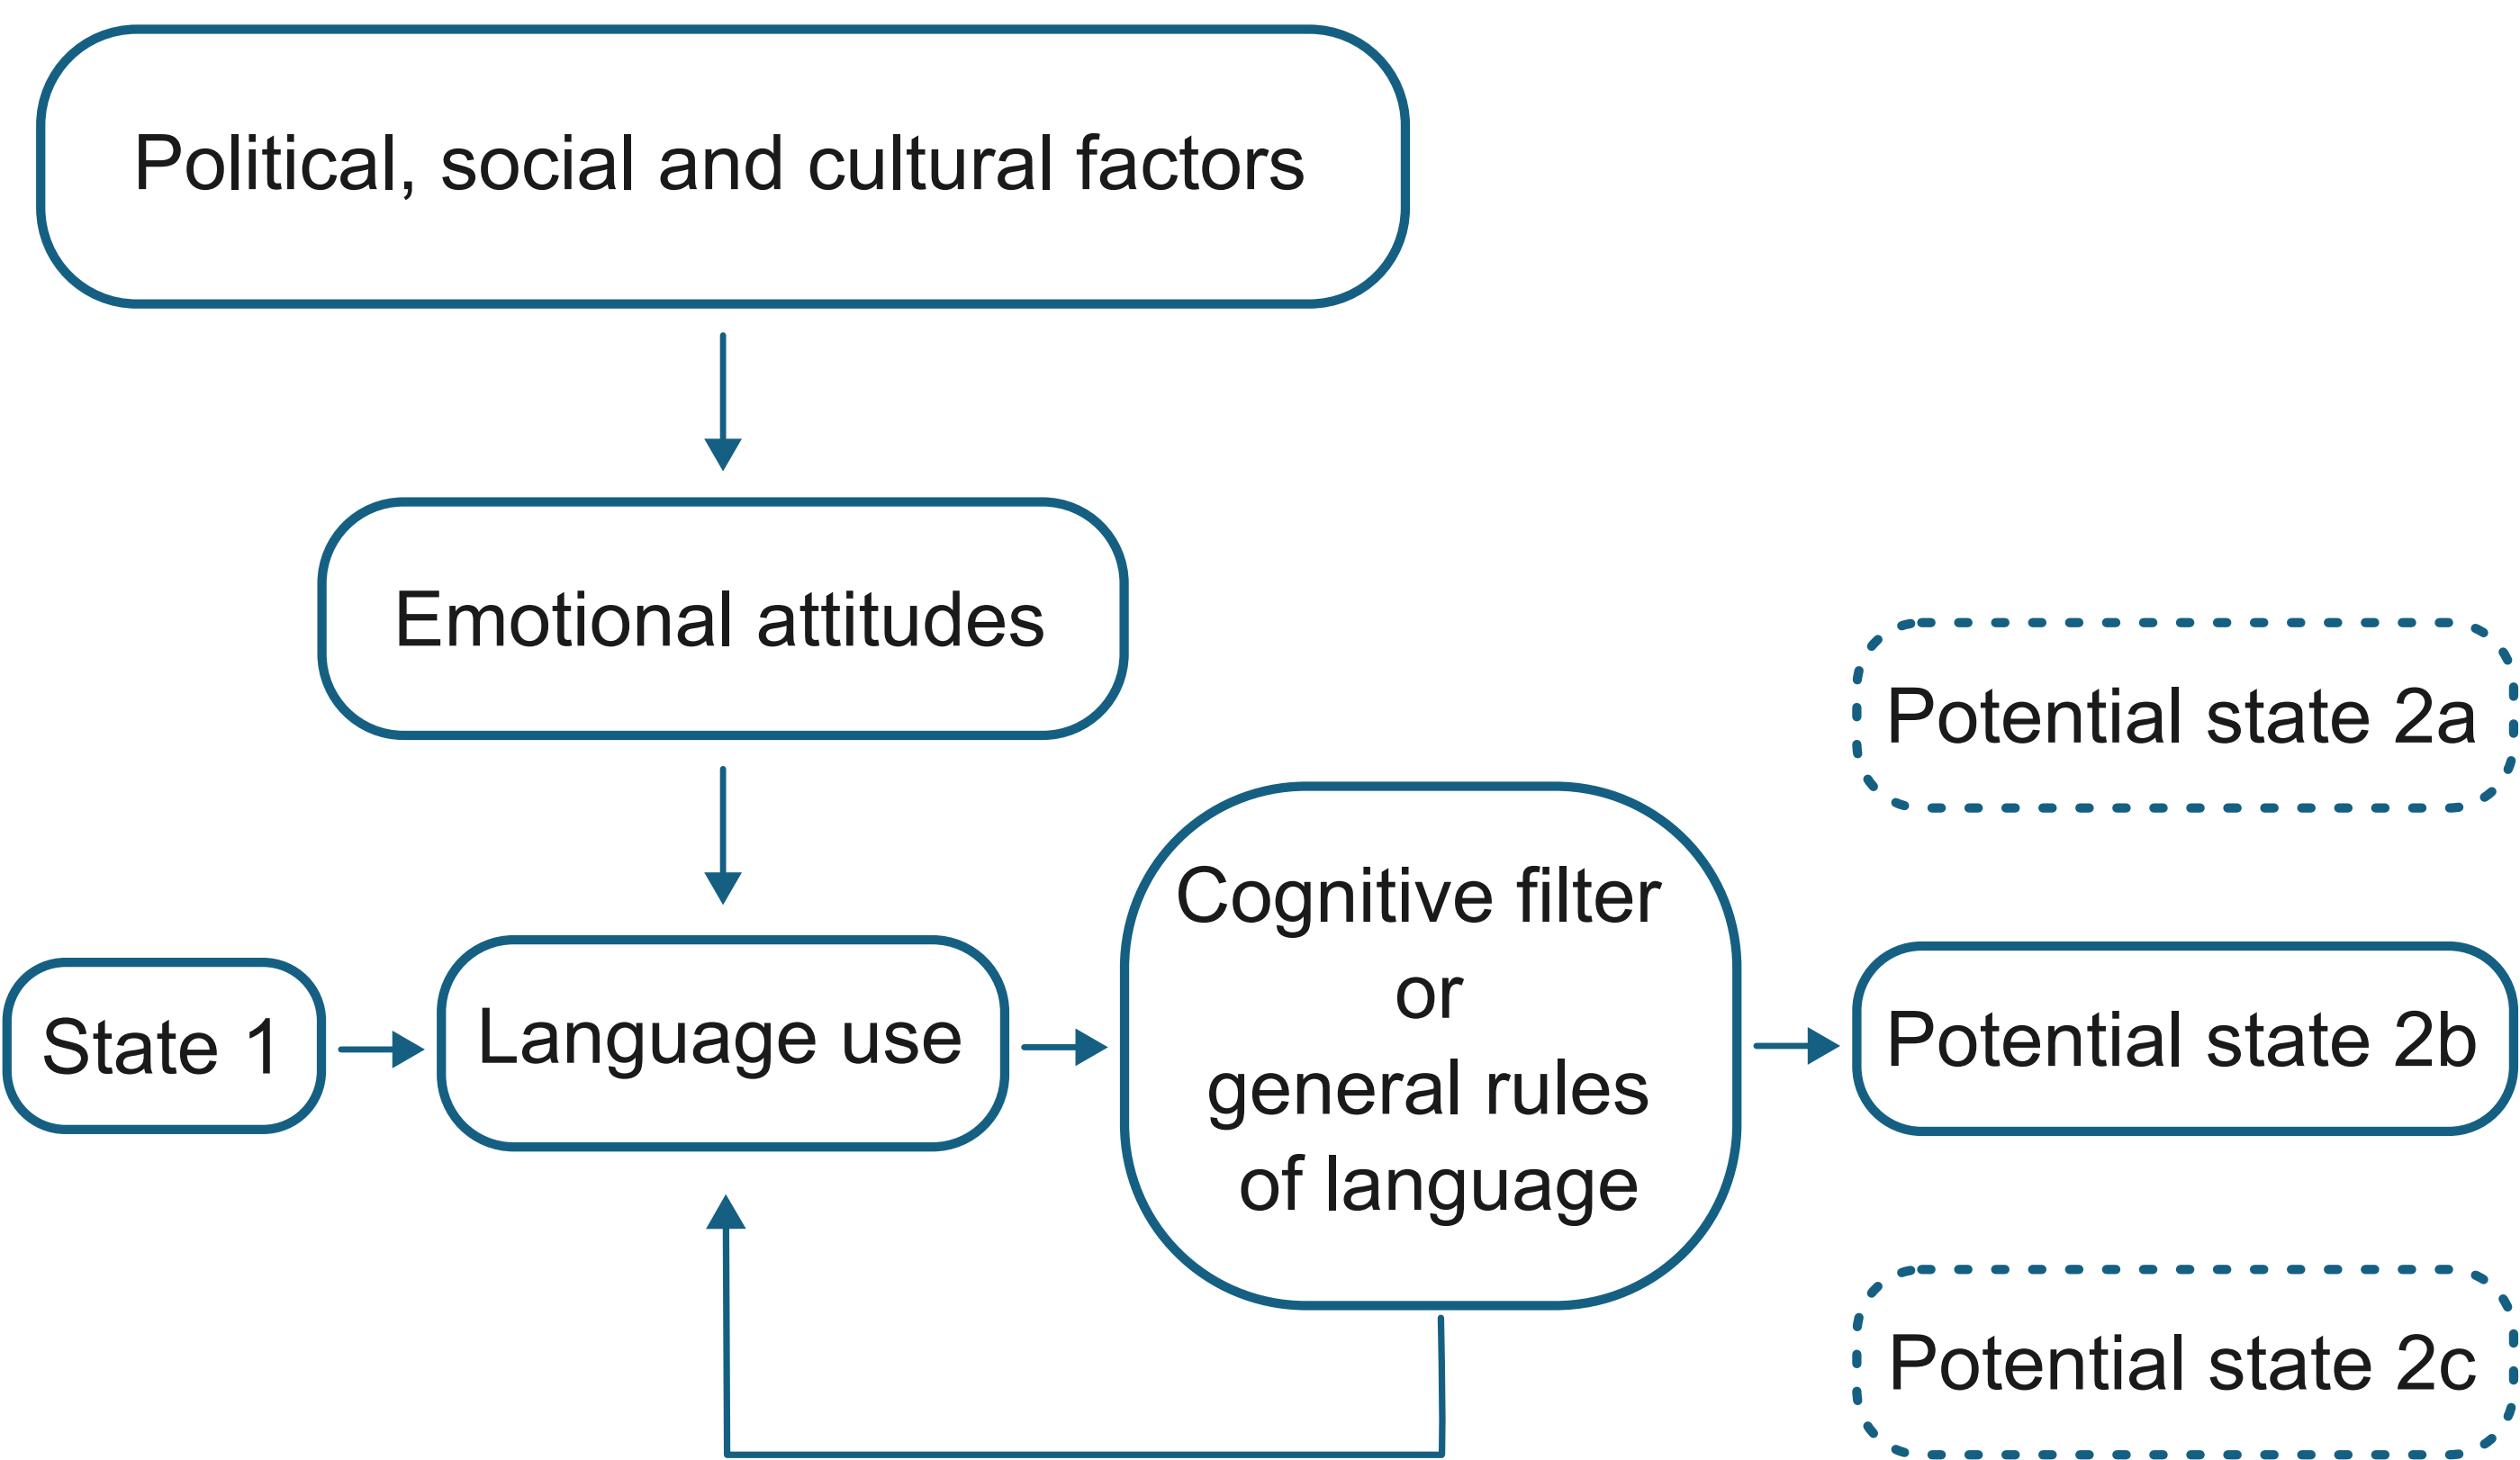 Political, social and cultural factors
Emotional attitudes
State 1
Language use
Cognitive filter
or
general rules
of language
Potential state 2a
Potential state 2b
Potential state 2c